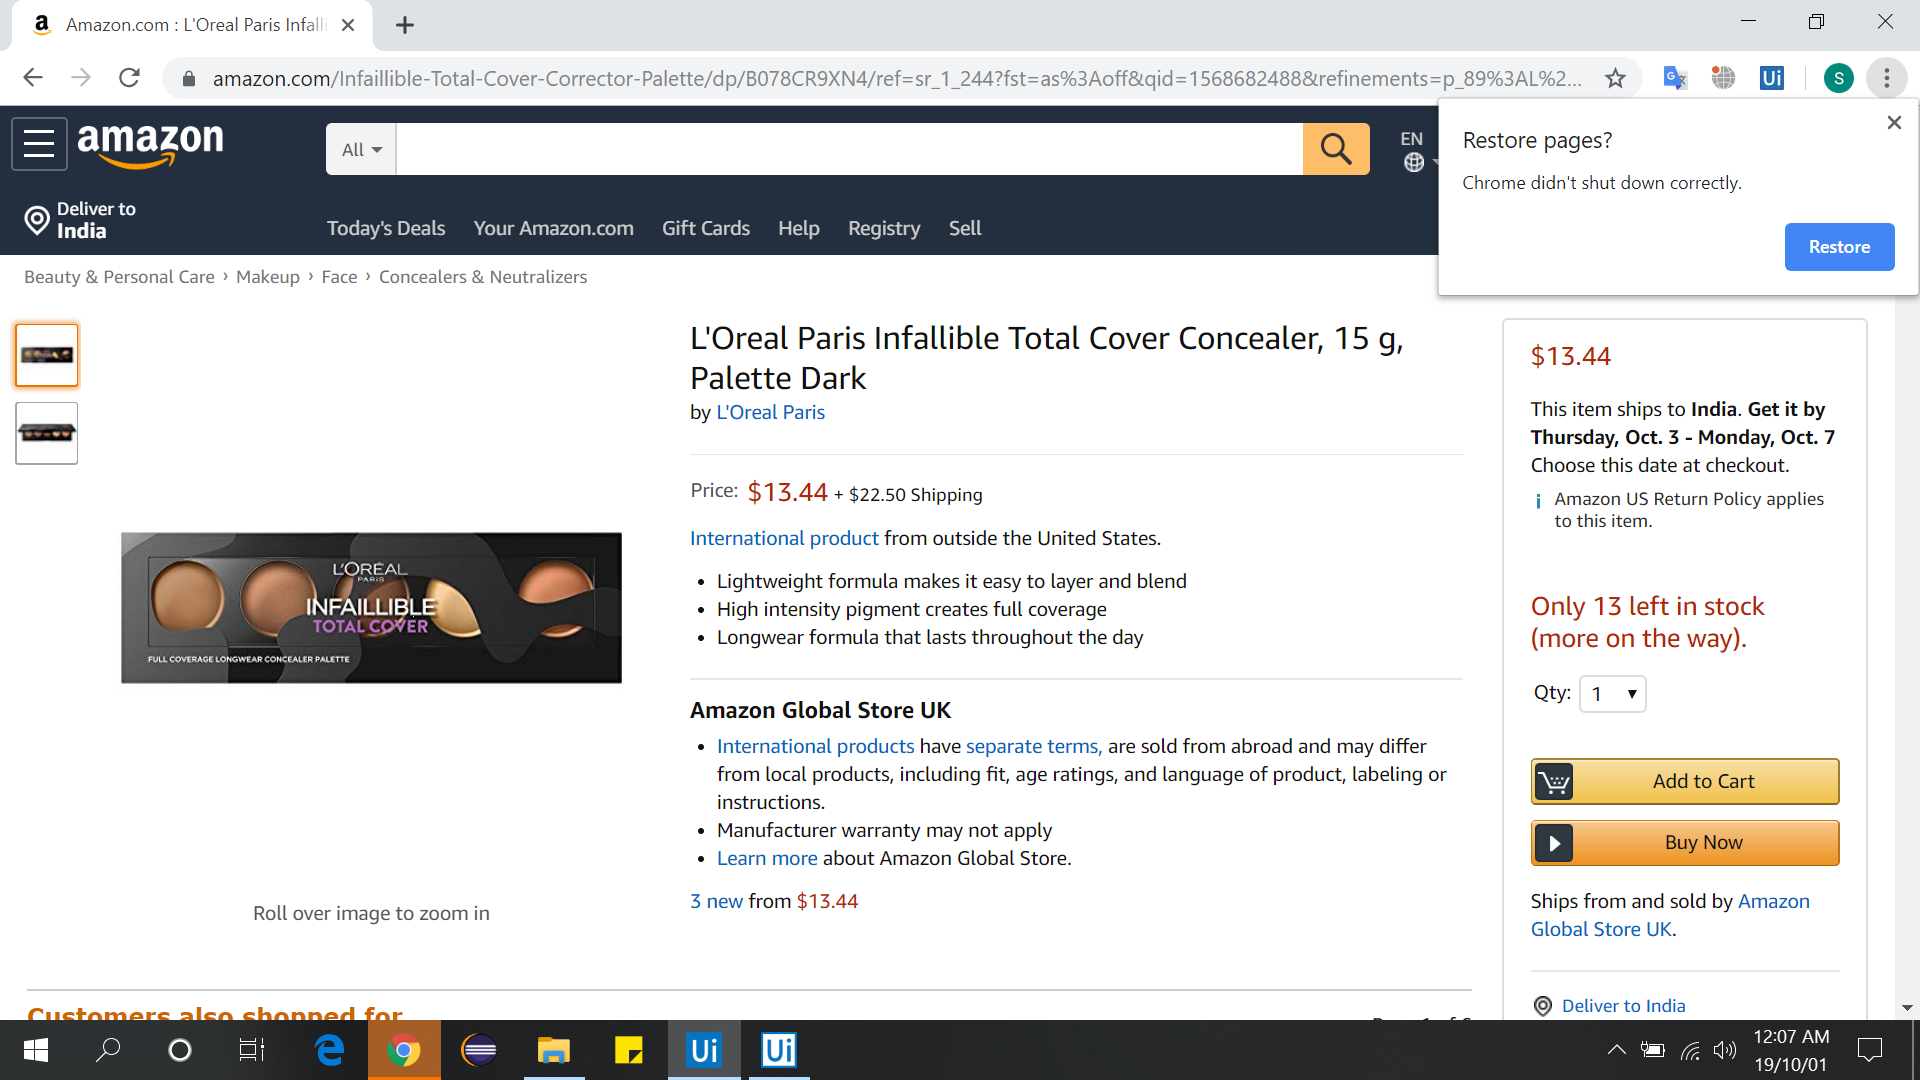 Amazon.com : L'Oreal Paris Infalli
amazon.com/Infaillible-Total-Cover-Corrector-Palette/dp/B078CR9XN4/ref=sr_1_244?fst=as%3Aoff&qid=1568682488&refinements=p_89%3AL%2...
Ui
S
Restore pages?
Chrome didn't shut down correctly.
Restore
amazon
All
EN
Deliver to
India
Today's Deals
Your Amazon.com
Gift Cards
Help
Registry
Sell
Beauty & Personal Care › Makeup › Face › Concealers & Neutralizers
L'Oreal Paris Infallible Total Cover Concealer, 15 g,
Palette Dark
by L'Oreal Paris
Price: $13.44 + $22.50 Shipping
International product from outside the United States.
• Lightweight formula makes it easy to layer and blend
• High intensity pigment creates full coverage
• Longwear formula that lasts throughout the day
Amazon Global Store UK
• International products have separate terms, are sold from abroad and may differ
from local products, including fit, age ratings, and language of product, labeling or
instructions.
• Manufacturer warranty may not apply
• Learn more about Amazon Global Store.
3 new from $13.44
L'ORÉAL
PARIS
INFAILLIBLE
TOTAL COVER
FULL COVERAGE LONGWEAR CONCEALER PALETTE
Roll over image to zoom in
$13.44
This item ships to India. Get it by
Thursday, Oct. 3 - Monday, Oct. 7
Choose this date at checkout.
Amazon US Return Policy applies
to this item.
Only 13 left in stock
(more on the way).
Qty: 1
Add to Cart
Buy Now
Ships from and sold by Amazon
Global Store UK.
Deliver to India
Customers also shopped for
Ui
Ui
12:07 AM
19/10/01